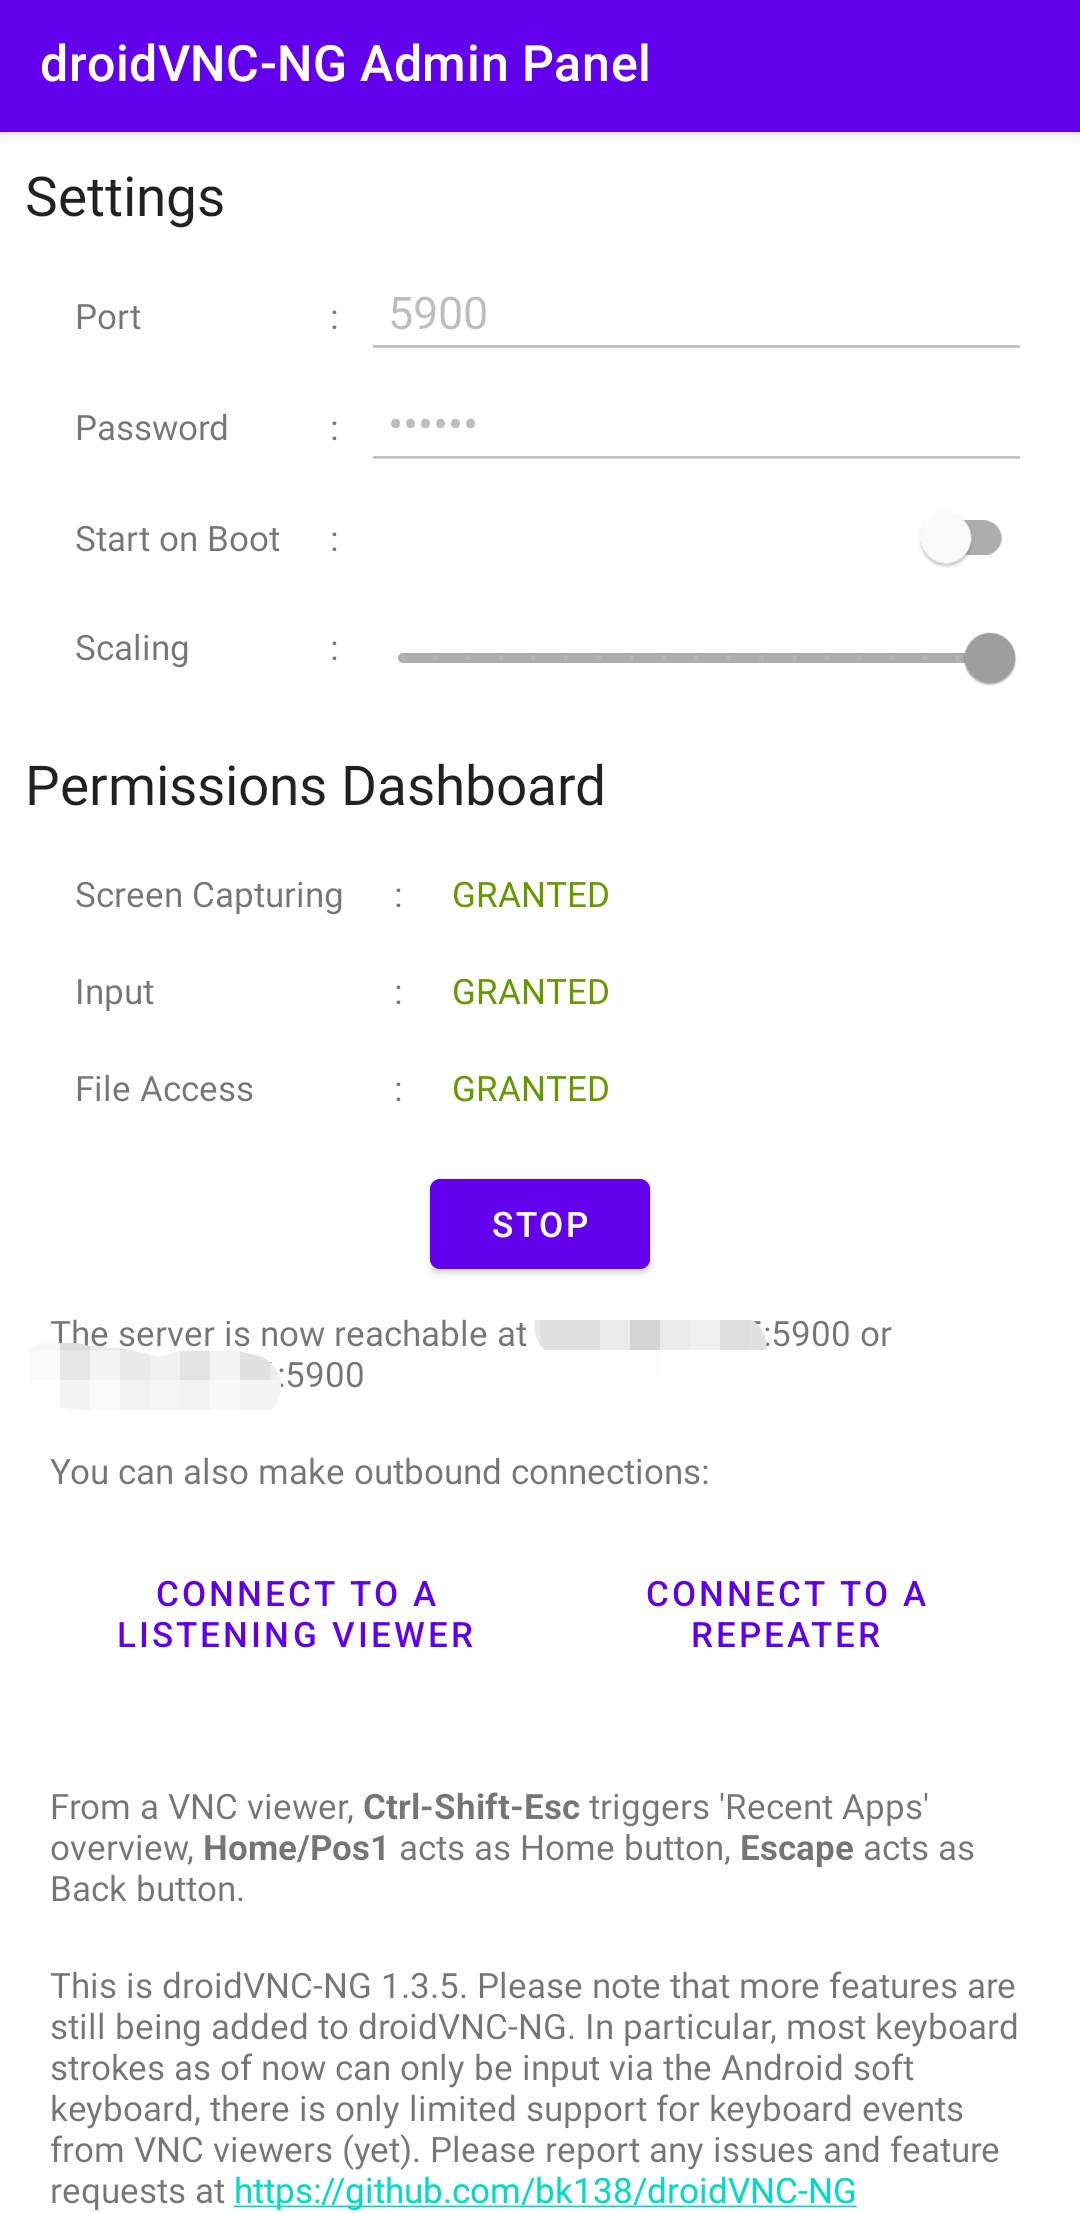 droidVNC-NG Admin Panel
Settings
Port : 5900
Password : ••••••
Start on Boot :
Scaling :
Permissions Dashboard
Screen Capturing : GRANTED
Input : GRANTED
File Access : GRANTED
STOP
The server is now reachable at :5900 or
:5900
You can also make outbound connections:
CONNECT TO A
LISTENING VIEWER
CONNECT TO A
REPEATER
From a VNC viewer, Ctrl-Shift-Esc triggers 'Recent Apps'
overview, Home/Pos1 acts as Home button, Escape acts as
Back button.
This is droidVNC-NG 1.3.5. Please note that more features are
still being added to droidVNC-NG. In particular, most keyboard
strokes as of now can only be input via the Android soft
keyboard, there is only limited support for keyboard events
from VNC viewers (yet). Please report any issues and feature
requests at https://github.com/bk138/droidVNC-NG